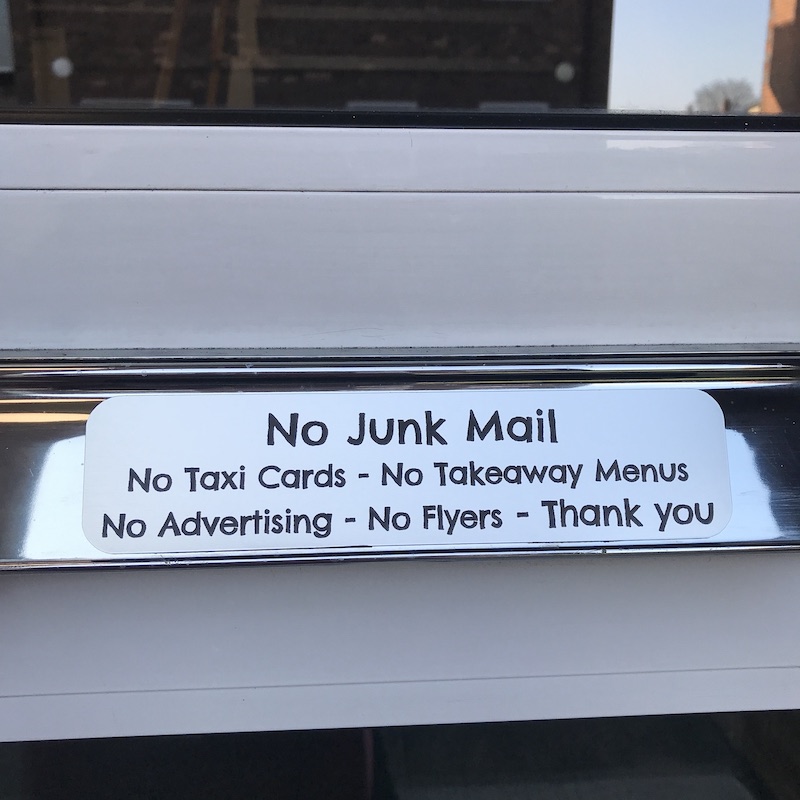 No Junk Mail
No Taxi Cards - No Takeaway Menus
No Advertising - No Flyers - Thank you